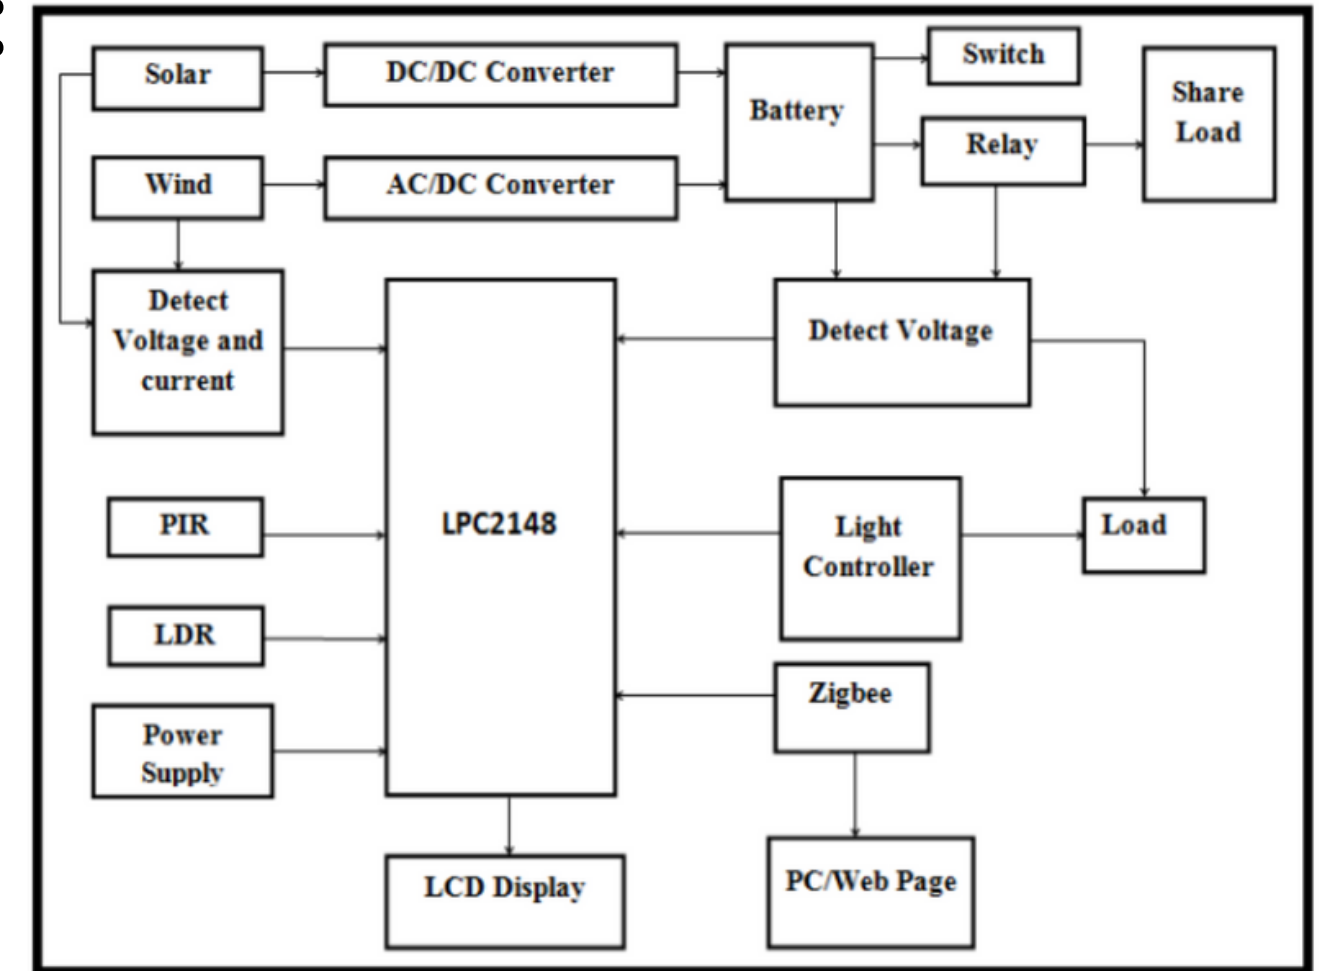 Solar
DC/DC Converter
Battery
Switch
Share
Load
Relay
Wind
AC/DC Converter
Detect
Voltage and
current
Detect Voltage
LPC2148
PIR
Light
Controller
Load
LDR
Zigbee
Power
Supply
LCD Display
PC/Web Page